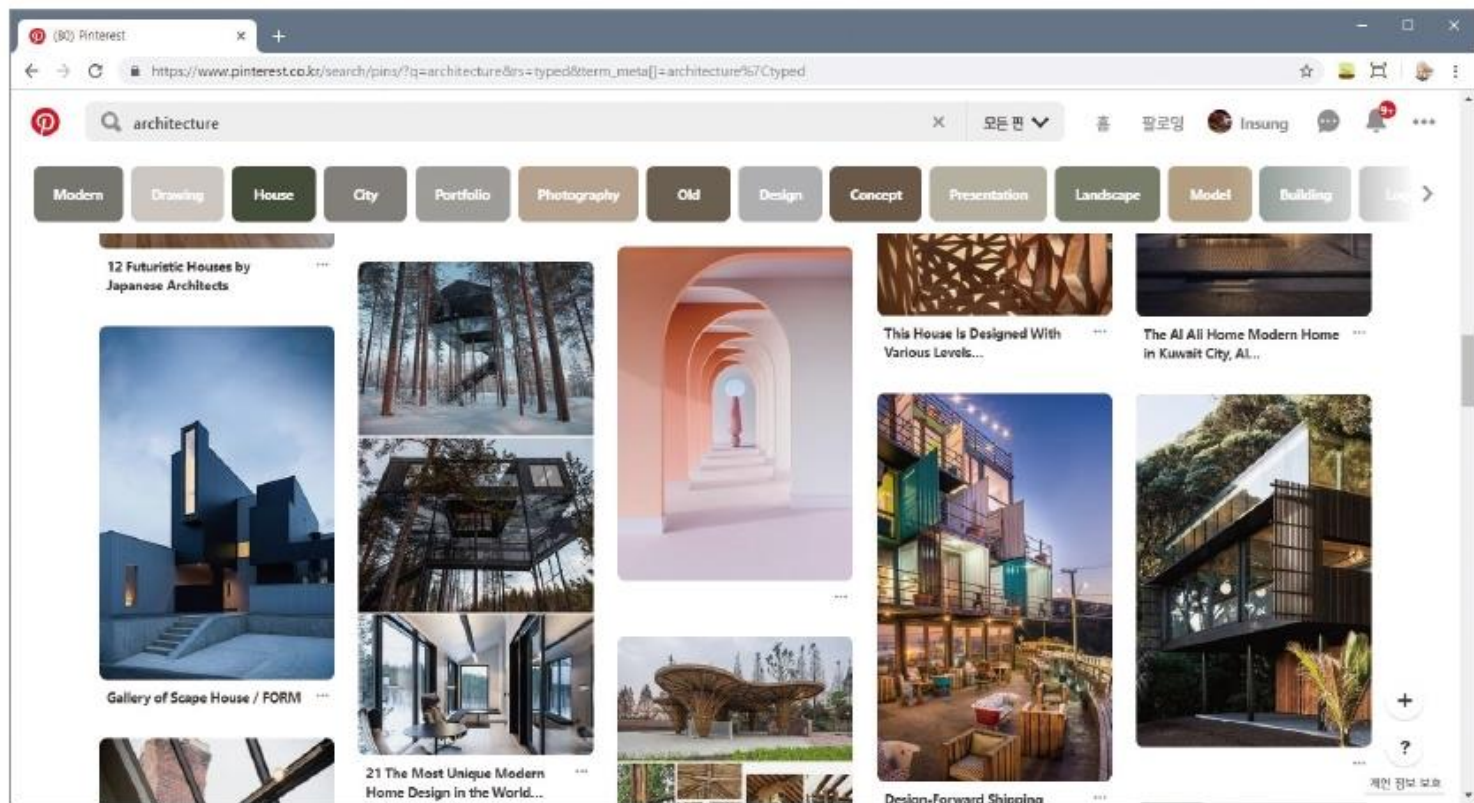 (80) Pinterest
https://www.pinterest.co.kr/search/pins/?q=architecture&rs=typed&term_meta[]=architecture%7Ctyped
architecture
모든 핀
홈
팔로잉
Insung
9+
Modern
Drawing
House
City
Portfolio
Photography
Old
Design
Concept
Presentation
Landscape
Model
Building
12 Futuristic Houses by
Japanese Architects
This House Is Designed With
Various Levels...
The Al Ali Home Modern Home
in Kuwait City, Al...
Gallery of Scape House / FORM
21 The Most Unique Modern
Home Design in the World...
Design-Forward Shipping
개인 정보 보호